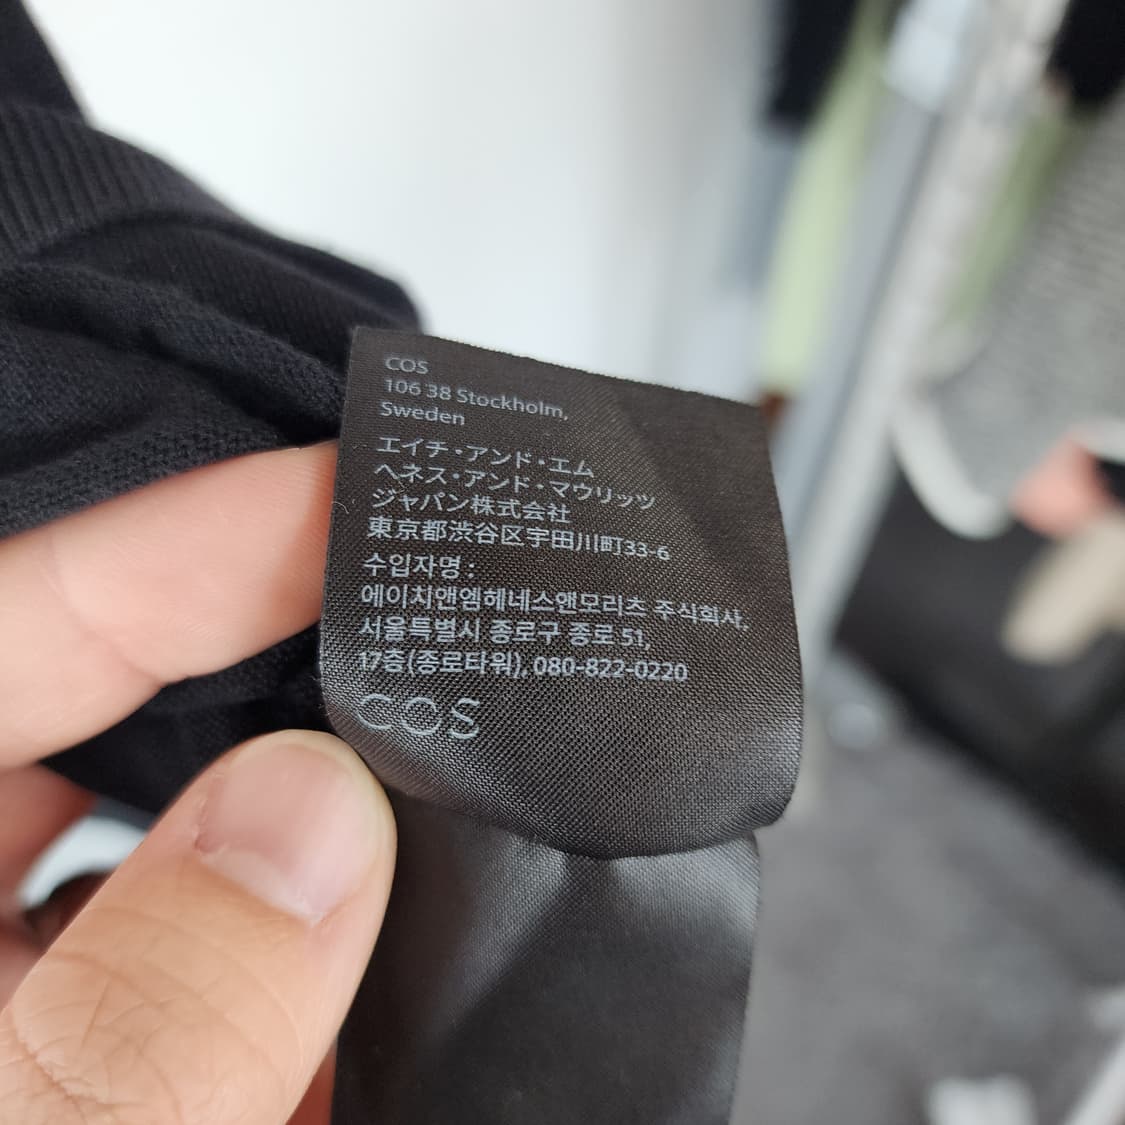 COS
106 38 Stockholm,
Sweden
エイチ・アンド・エム
ヘネス・アンド・マウリッツ
ジャパン株式会社
東京都渋谷区宇田川町33-6
수입자명 :
에이치앤엠헤네스앤모리츠 주식회사,
서울특별시 종로구 종로 51,
17층(종로타워), 080-822-0220
COS